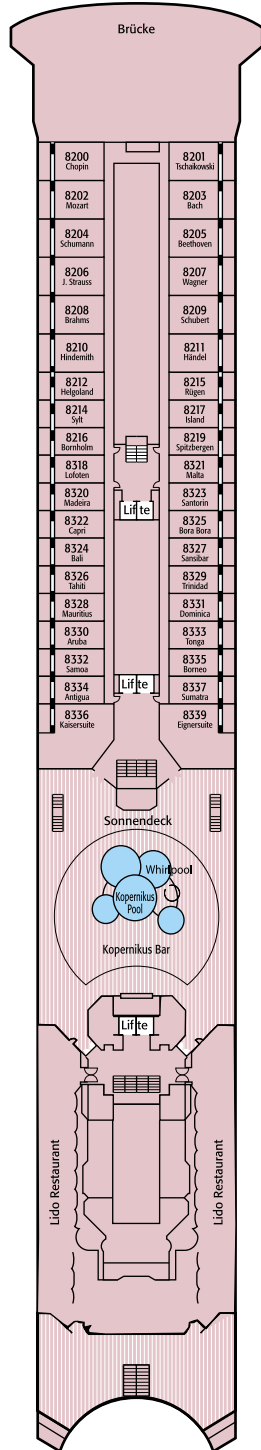 Brücke
8200
Chopin
8201
Tschaikowski
8202
Mozart
8203
Bach
8204
Schumann
8205
Beethoven
8206
J. Strauss
8207
Wagner
8208
Brahms
8209
Schubert
8210
Hindemith
8211
Händel
8212
Helgoland
8215
Rügen
8214
Sylt
8217
Island
8216
Bornholm
8219
Spitzbergen
8318
Lofoten
8321
Malta
8320
Madeira
8323
Santorin
Lifte
8322
Capri
8325
Bora Bora
8324
Bali
8327
Sansibar
8326
Tahiti
8329
Trinidad
8328
Mauritius
8331
Dominica
8330
Aruba
8333
Tonga
8332
Samoa
8335
Borneo
8334
Antigua
Lifte
8337
Sumatra
8336
Kaisersuite
8339
Eignersuite
Sonnendeck
Whirlpool
Kopernikus
Pool
Kopernikus Bar
Lifte
Lido Restaurant
Lido Restaurant